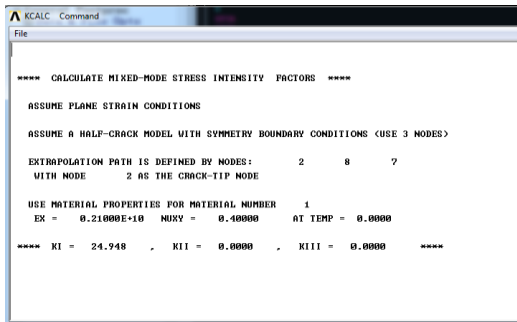 KCALC Command
File
**** CALCULATE MIXED-MODE STRESS INTENSITY FACTORS ****
ASSUME PLANE STRAIN CONDITIONS
ASSUME A HALF-CRACK MODEL WITH SYMMETRY BOUNDARY CONDITIONS (USE 3 NODES)
EXTRAPOLATION PATH IS DEFINED BY NODES: 2 8 7
WITH NODE 2 AS THE CRACK-TIP NODE
USE MATERIAL PROPERTIES FOR MATERIAL NUMBER 1
EX = 0.21000E+10 NUXY = 0.40000 AT TEMP = 0.0000
**** KI = 24.948 , KII = 0.0000 , KIII = 0.0000 ****